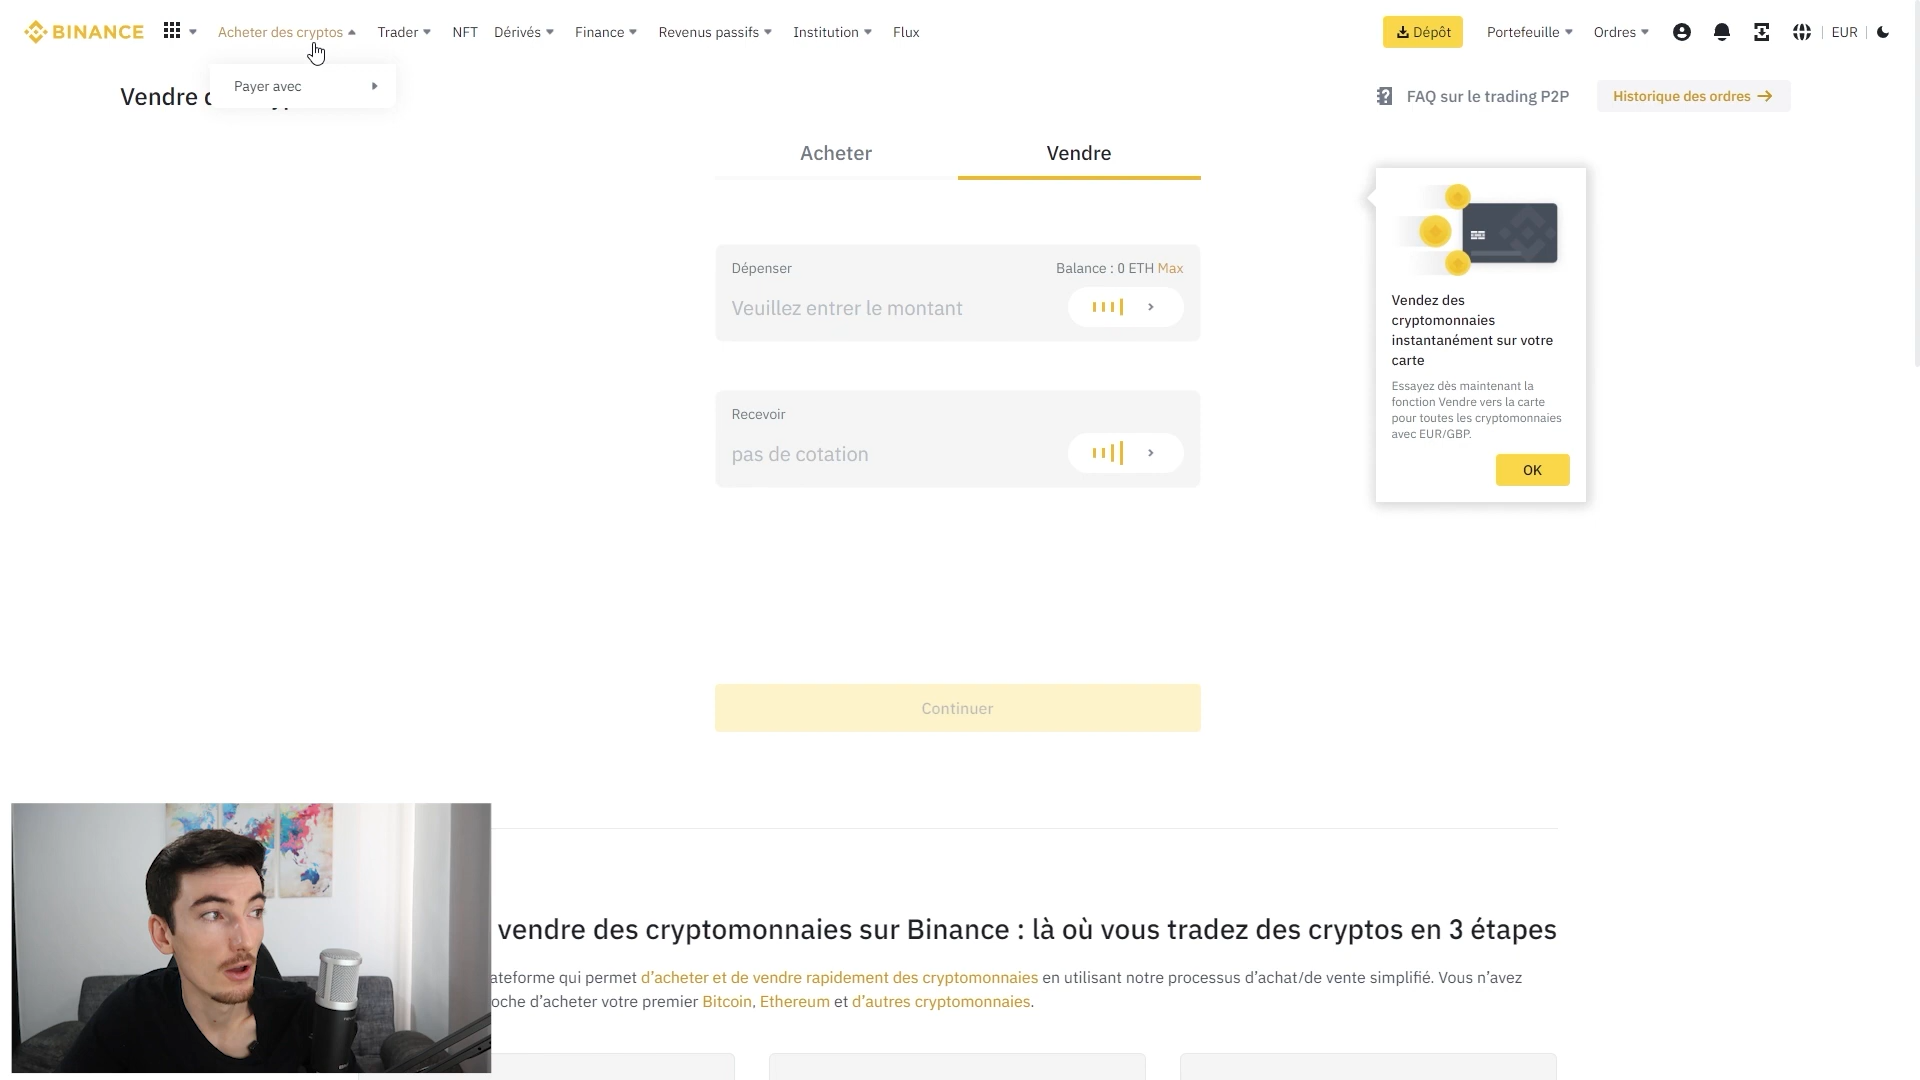 BINANCE
Acheter des cryptos
Trader
NFT
Dérivés
Finance
Revenus passifs
Institution
Flux
Dépôt
Portefeuille
Ordres
EUR
Payer avec
Vendre
FAQ sur le trading P2P
Historique des ordres
Acheter
Vendre
Dépenser
Balance : 0 ETH Max
Veuillez entrer le montant
Recevoir
pas de cotation
Vendez des
cryptomonnaies
instantanément sur votre
carte
Essayez dès maintenant la
fonction Vendre vers la carte
pour toutes les cryptomonnaies
avec EUR/GBP.
OK
Continuer
vendre des cryptomonnaies sur Binance : là où vous tradez des cryptos en 3 étapes
ateforme qui permet d’acheter et de vendre rapidement des cryptomonnaies en utilisant notre processus d’achat/de vente simplifié. Vous n’avez
oche d’acheter votre premier Bitcoin, Ethereum et d’autres cryptomonnaies.